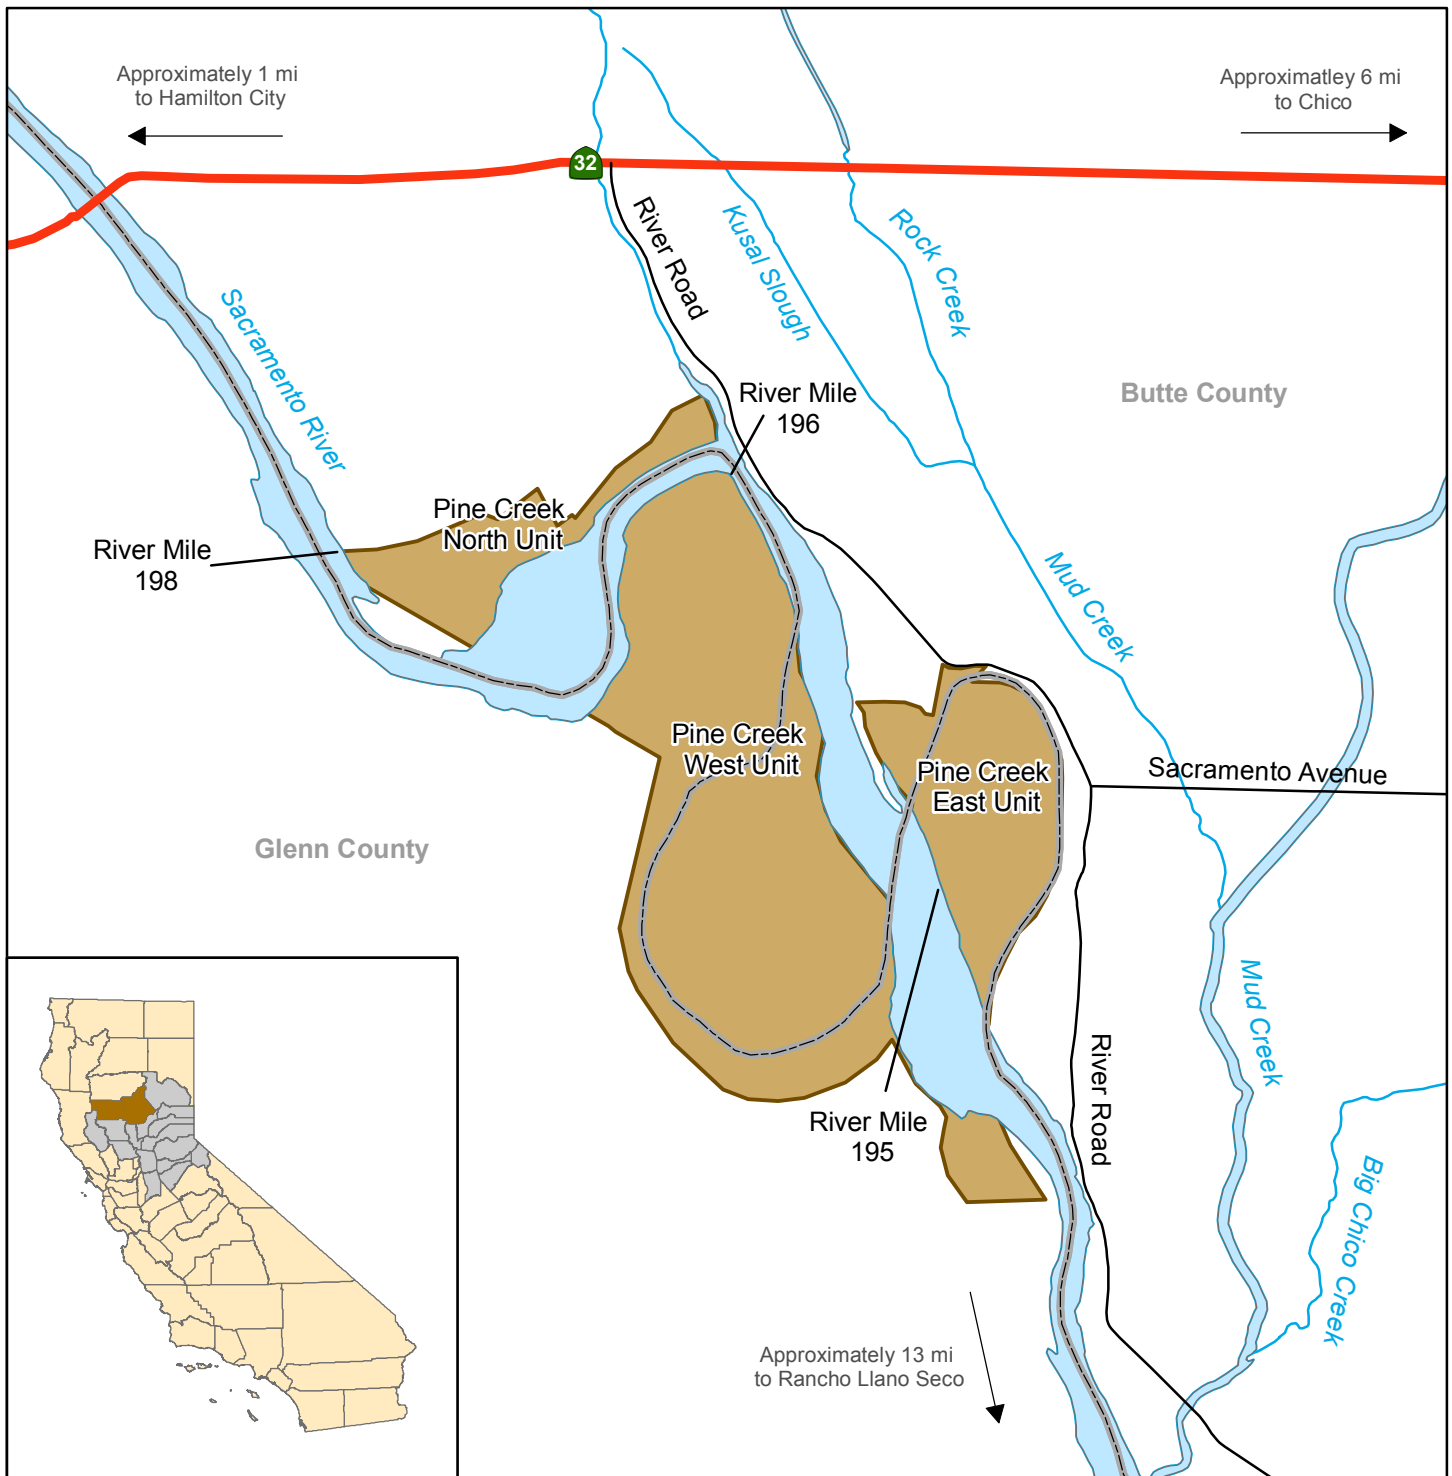 Approximately 1 mi
to Hamilton City
Approximatley 6 mi
to Chico
32
River Road
Kusal Slough
Rock Creek
Sacramento River
Butte County
River Mile
196
Pine Creek
North Unit
River Mile
198
Mud Creek
Pine Creek
West Unit
Pine Creek
East Unit
Sacramento Avenue
Glenn County
Mud Creek
River Road
River Mile
195
Big Chico Creek
Approximately 13 mi
to Rancho Llano Seco